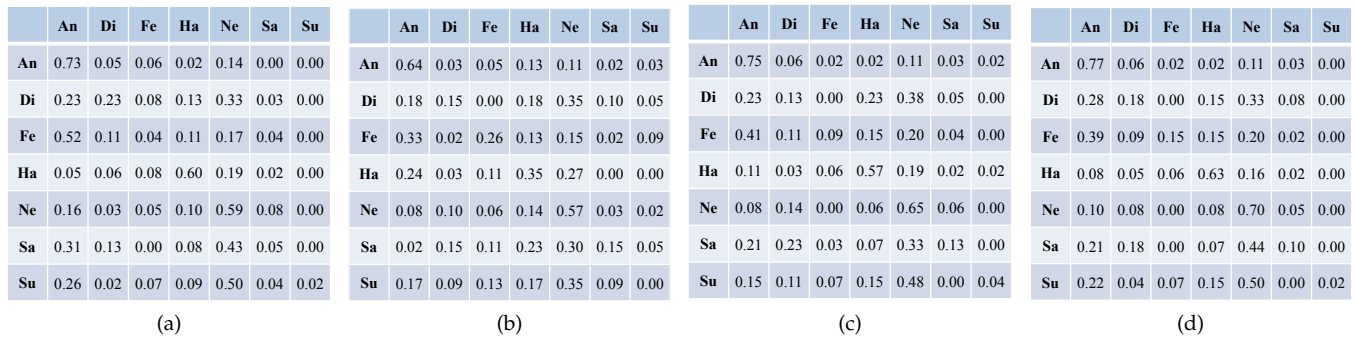 An Di Fe Ha Ne Sa Su
An 0.73 0.05 0.06 0.02 0.14 0.00 0.00
Di 0.23 0.23 0.08 0.13 0.33 0.03 0.00
Fe 0.52 0.11 0.04 0.11 0.17 0.04 0.00
Ha 0.05 0.06 0.08 0.60 0.19 0.02 0.00
Ne 0.16 0.03 0.05 0.10 0.59 0.08 0.00
Sa 0.31 0.13 0.00 0.08 0.43 0.05 0.00
Su 0.26 0.02 0.07 0.09 0.50 0.04 0.02
(a)
An Di Fe Ha Ne Sa Su
An 0.64 0.03 0.05 0.13 0.11 0.02 0.03
Di 0.18 0.15 0.00 0.18 0.35 0.10 0.05
Fe 0.33 0.02 0.26 0.13 0.15 0.02 0.09
Ha 0.24 0.03 0.11 0.35 0.27 0.00 0.00
Ne 0.08 0.10 0.06 0.14 0.57 0.03 0.02
Sa 0.02 0.15 0.11 0.23 0.30 0.15 0.05
Su 0.17 0.09 0.13 0.17 0.35 0.09 0.00
(b)
An Di Fe Ha Ne Sa Su
An 0.75 0.06 0.02 0.02 0.11 0.03 0.02
Di 0.23 0.13 0.00 0.23 0.38 0.05 0.00
Fe 0.41 0.11 0.09 0.15 0.20 0.04 0.00
Ha 0.11 0.03 0.06 0.57 0.19 0.02 0.02
Ne 0.08 0.14 0.00 0.06 0.65 0.06 0.00
Sa 0.21 0.23 0.03 0.07 0.33 0.13 0.00
Su 0.15 0.11 0.07 0.15 0.48 0.00 0.04
(c)
An Di Fe Ha Ne Sa Su
An 0.77 0.06 0.02 0.02 0.11 0.03 0.00
Di 0.28 0.18 0.00 0.15 0.33 0.08 0.00
Fe 0.39 0.09 0.15 0.15 0.20 0.02 0.00
Ha 0.08 0.05 0.06 0.63 0.16 0.02 0.00
Ne 0.10 0.08 0.00 0.08 0.70 0.05 0.00
Sa 0.21 0.18 0.00 0.07 0.44 0.10 0.00
Su 0.22 0.04 0.07 0.15 0.50 0.00 0.02
(d)